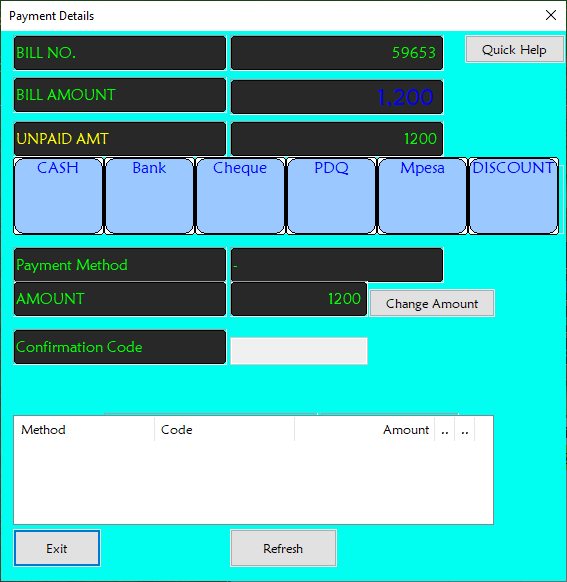 Payment Details
BILL NO. 59653 Quick Help
BILL AMOUNT 1,200
UNPAID AMT 1200
CASH Bank Cheque PDQ Mpesa DISCOUNT
Payment Method -
AMOUNT 1200 Change Amount
Confirmation Code
Method Code Amount .. ..
Exit Refresh